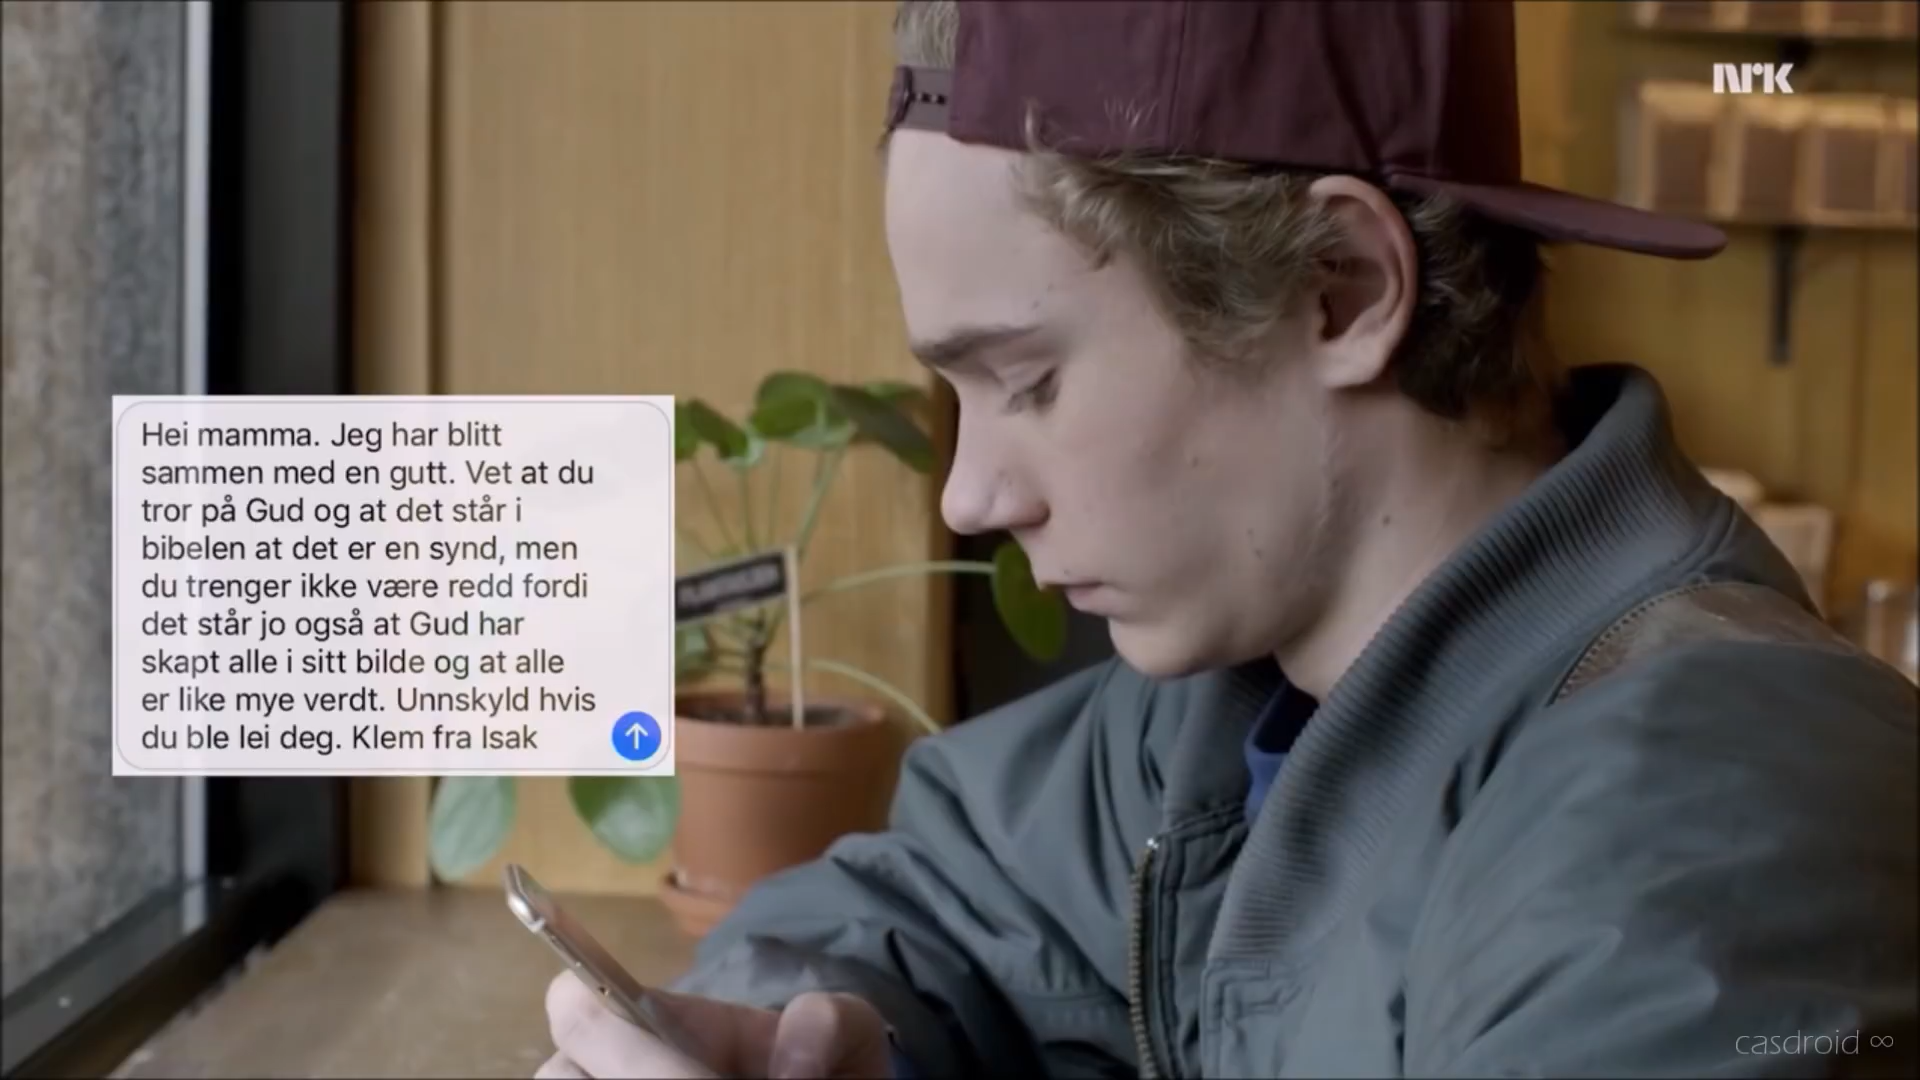 NRK
Hei mamma. Jeg har blitt
sammen med en gutt. Vet at du
tror på Gud og at det står i
bibelen at det er en synd, men
du trenger ikke være redd fordi
det står jo også at Gud har
skapt alle i sitt bilde og at alle
er like mye verdt. Unnskyld hvis
du ble lei deg. Klem fra Isak
casdroid ∞